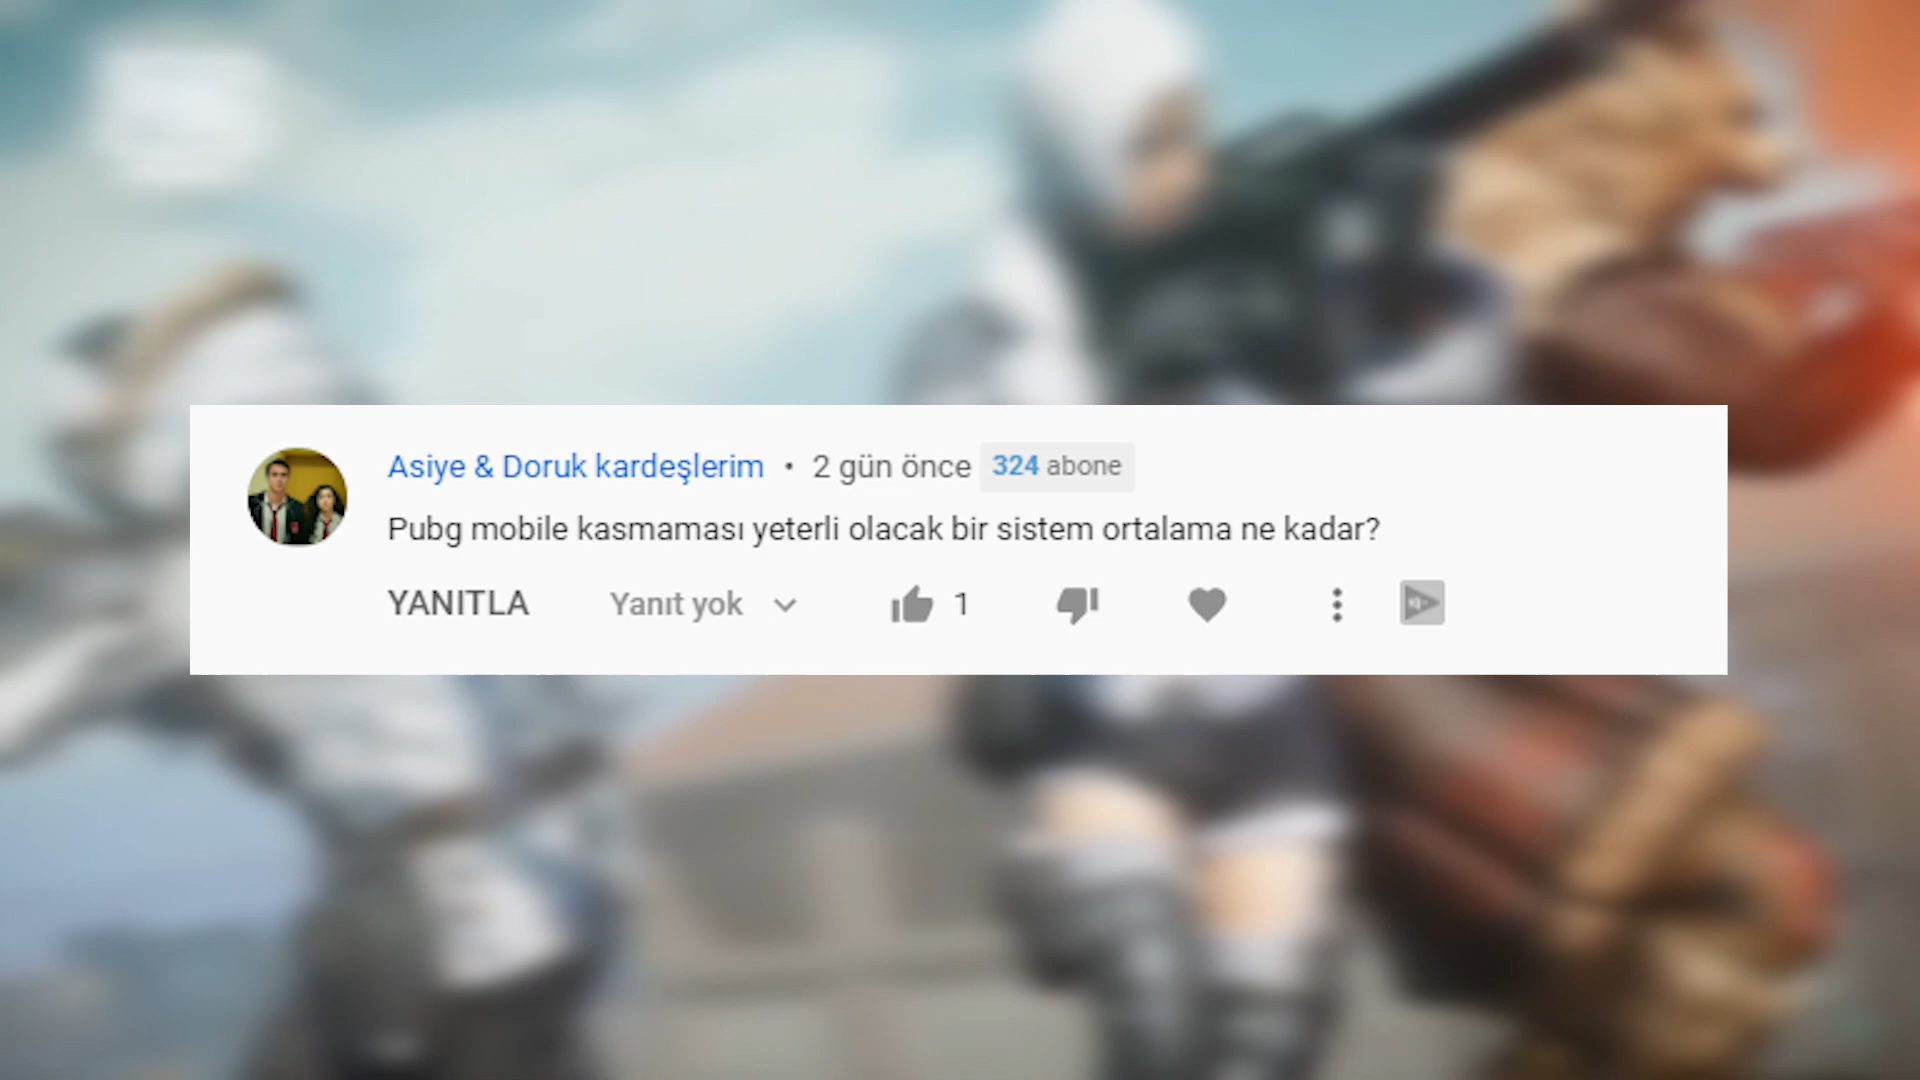 Asiye & Doruk kardeşlerim • 2 gün önce 324 abone
Pubg mobile kasmaması yeterli olacak bir sistem ortalama ne kadar?
YANITLA Yanıt yok 1